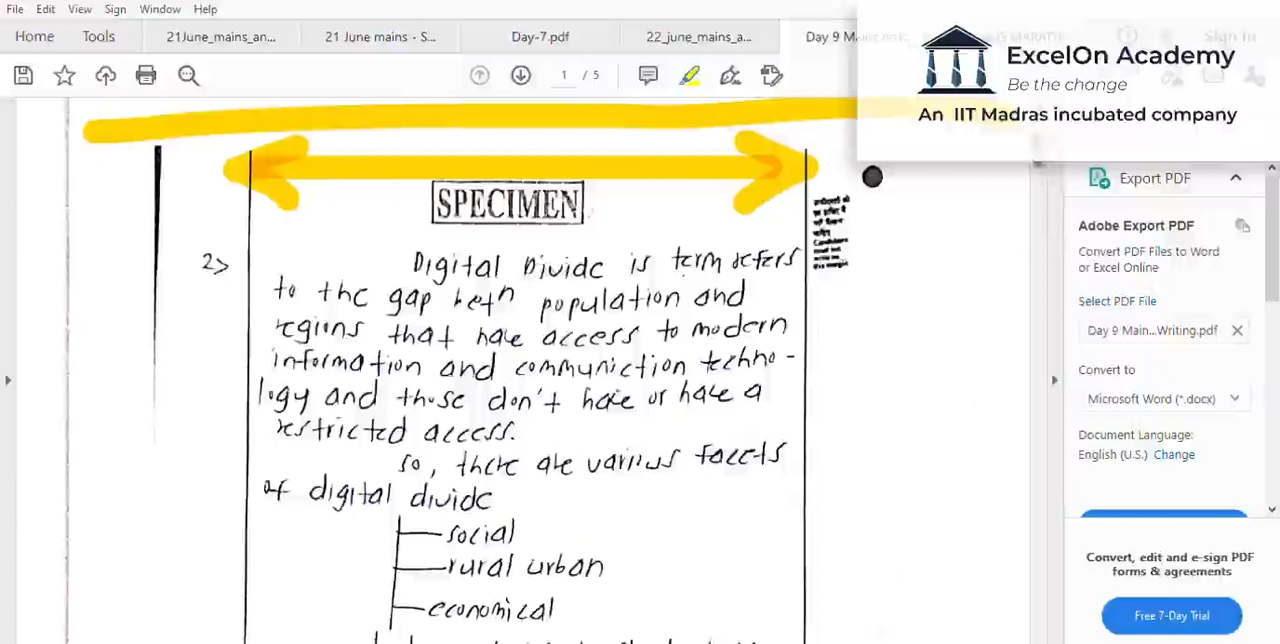 File Edit View Sign Window Help
Home Tools 21June_mains_an... 21 June mains - S... Day-7.pdf 22_june_mains_a... Day 9 M
1 / 5
ExcelOn Academy
Be the change
An IIT Madras incubated company
SPECIMEN
2> Digital Divide is term refers
to the gap betn population and
regions that have access to modern
information and communiction techno-
logy and those don't have or have a
restricted access.
so, there are various facets
of digital divide
social
rural urban
economical
Export PDF
Adobe Export PDF
Convert PDF Files to Word
or Excel Online
Select PDF File
Day 9 Main...Writing.pdf
Convert to
Microsoft Word (*.docx)
Document Language:
English (U.S.) Change
Convert, edit and e-sign PDF
forms & agreements
Free 7-Day Trial